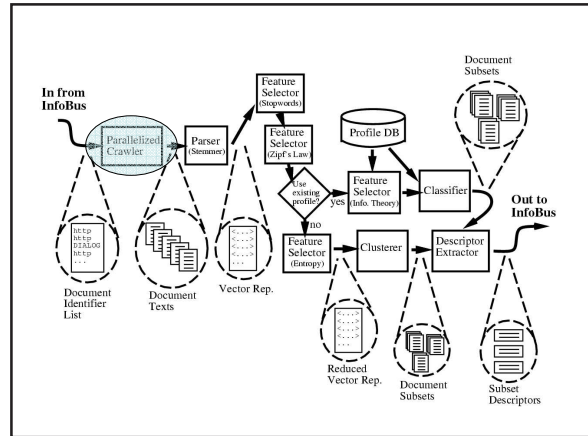 In from
InfoBus
Parallelized
Crawler
Parser
(Stemmer)
Feature
Selector
(Stopwords)
Feature
Selector
(Zipf's Law)
Use
existing
profile?
yes
no
Profile DB
Feature
Selector
(Info. Theory)
Classifier
Document
Subsets
Out to
InfoBus
Feature
Selector
(Entropy)
Clusterer
Descriptor
Extractor
http
http
DIALOG
http
...
Document
Identifier
List
Document
Texts
<...>
<...>
<...>
<...>
...
Vector Rep.
<...>
<...>
<...>
<...>
...
Reduced
Vector Rep.
Document
Subsets
Subset
Descriptors